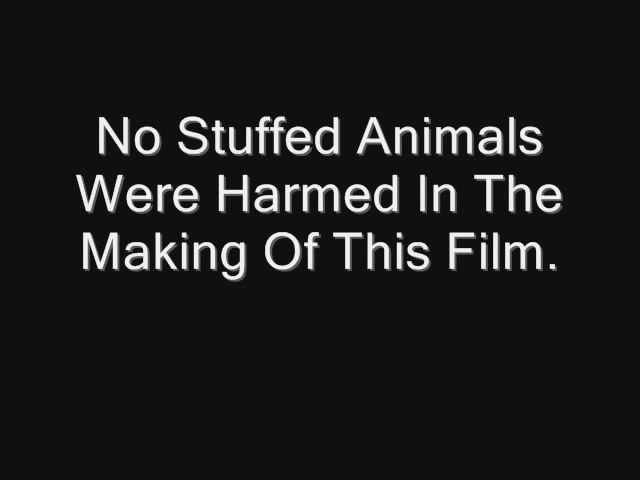 No Stuffed Animals
Were Harmed In The
Making Of This Film.